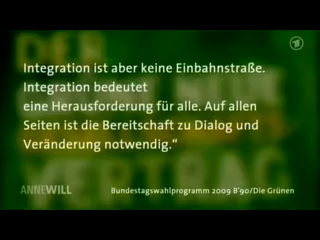 Integration ist aber keine Einbahnstraße.
Integration bedeutet
eine Herausforderung für alle. Auf allen
Seiten ist die Bereitschaft zu Dialog und
Veränderung notwendig.“
ANNEWILL
Bundestagswahlprogramm 2009 B'90/Die Grünen